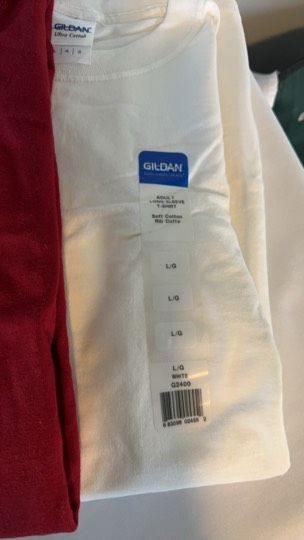 GILDAN
Ultra Cotton
GILDAN
ADULT
LONG SLEEVE
T-SHIRT
Soft Cotton
Rib Cuffs
L/G
L/G
L/G
L/G
WHITE
G2400